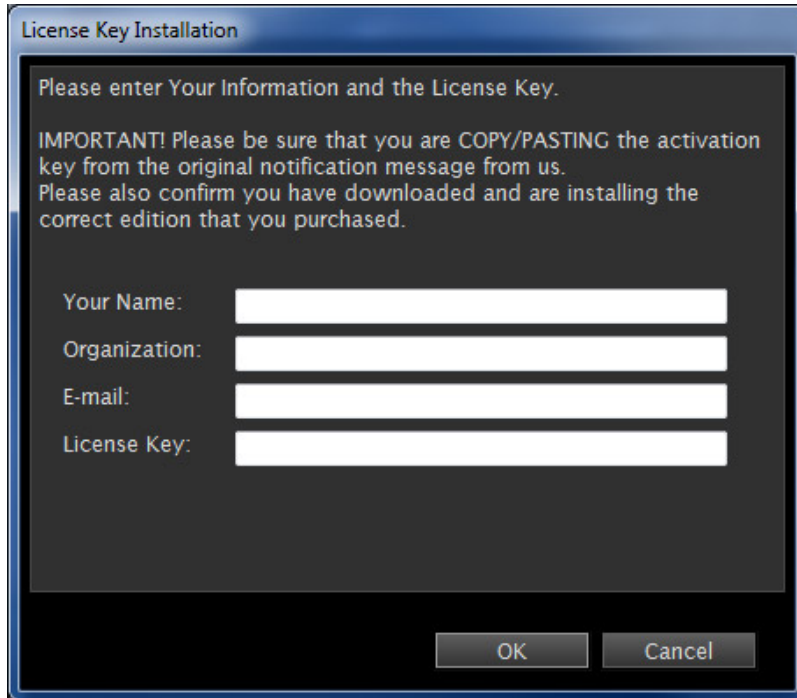 License Key Installation
Please enter Your Information and the License Key.
IMPORTANT! Please be sure that you are COPY/PASTING the activation
key from the original notification message from us.
Please also confirm you have downloaded and are installing the
correct edition that you purchased.
Your Name:
Organization:
E-mail:
License Key:
OK Cancel